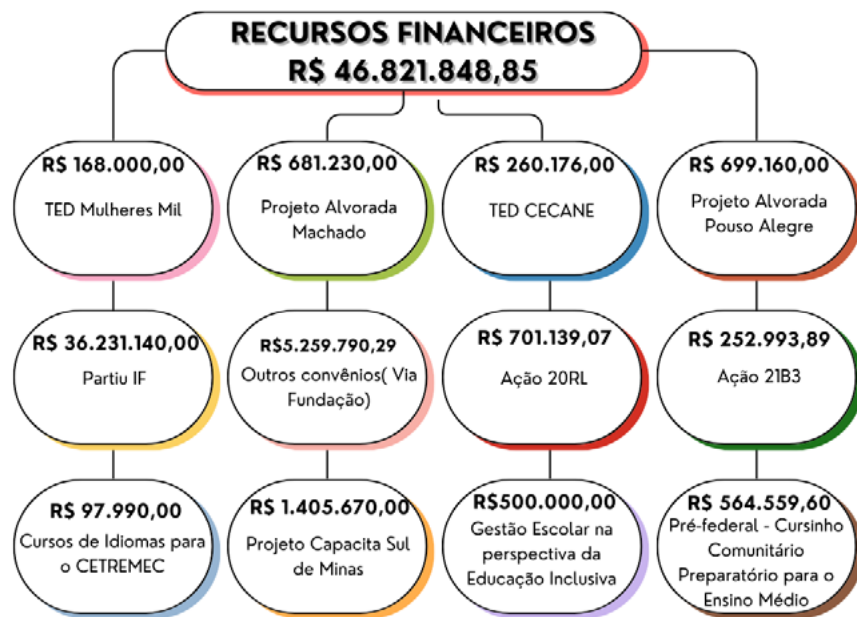 RECURSOS FINANCEIROS
R$ 46.821.848,85
R$ 168.000,00
TED Mulheres Mil
R$ 681.230,00
Projeto Alvorada
Machado
R$ 260.176,00
TED CECANE
R$ 699.160,00
Projeto Alvorada
Pouso Alegre
R$ 36.231.140,00
Partiu IF
R$5.259.790,29
Outros convênios( Via
Fundação)
R$ 701.139,07
Ação 20RL
R$ 252.993,89
Ação 21B3
R$ 97.990,00
Cursos de Idiomas para
o CETREMEC
R$ 1.405.670,00
Projeto Capacita Sul
de Minas
R$500.000,00
Gestão Escolar na
perspectiva da
Educação Inclusiva
R$ 564.559,60
Pré-federal - Cursinho
Comunitário
Preparatório para o
Ensino Médio